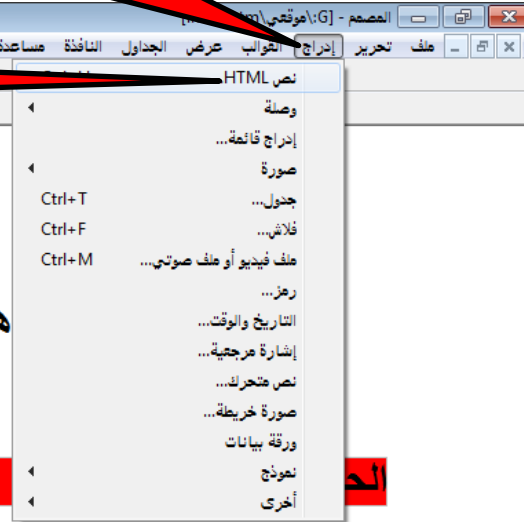 المصمم - [G:\موقعي\
ملف تحرير إدراج القوالب عرض الجداول النافذة مساعدة
نص HTML
وصلة
إدراج قائمة...
صورة
جدول... Ctrl+T
فلاش... Ctrl+F
ملف فيديو أو ملف صوتي... Ctrl+M
رمز...
التاريخ والوقت...
إشارة مرجعية...
نص متحرك...
صورة خريطة...
ورقة بيانات
نموذج
أخرى